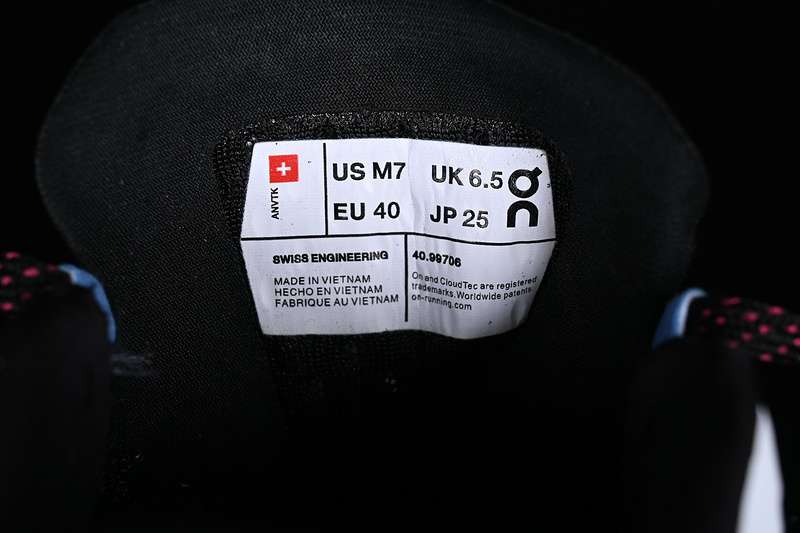 ANVTK
US M7 UK 6.5
EU 40 JP 25
On
SWISS ENGINEERING
MADE IN VIETNAM
HECHO EN VIETNAM
FABRIQUE AU VIETNAM
40.99706
On and CloudTec are registered
trademarks. Worldwide patents.
on-running.com